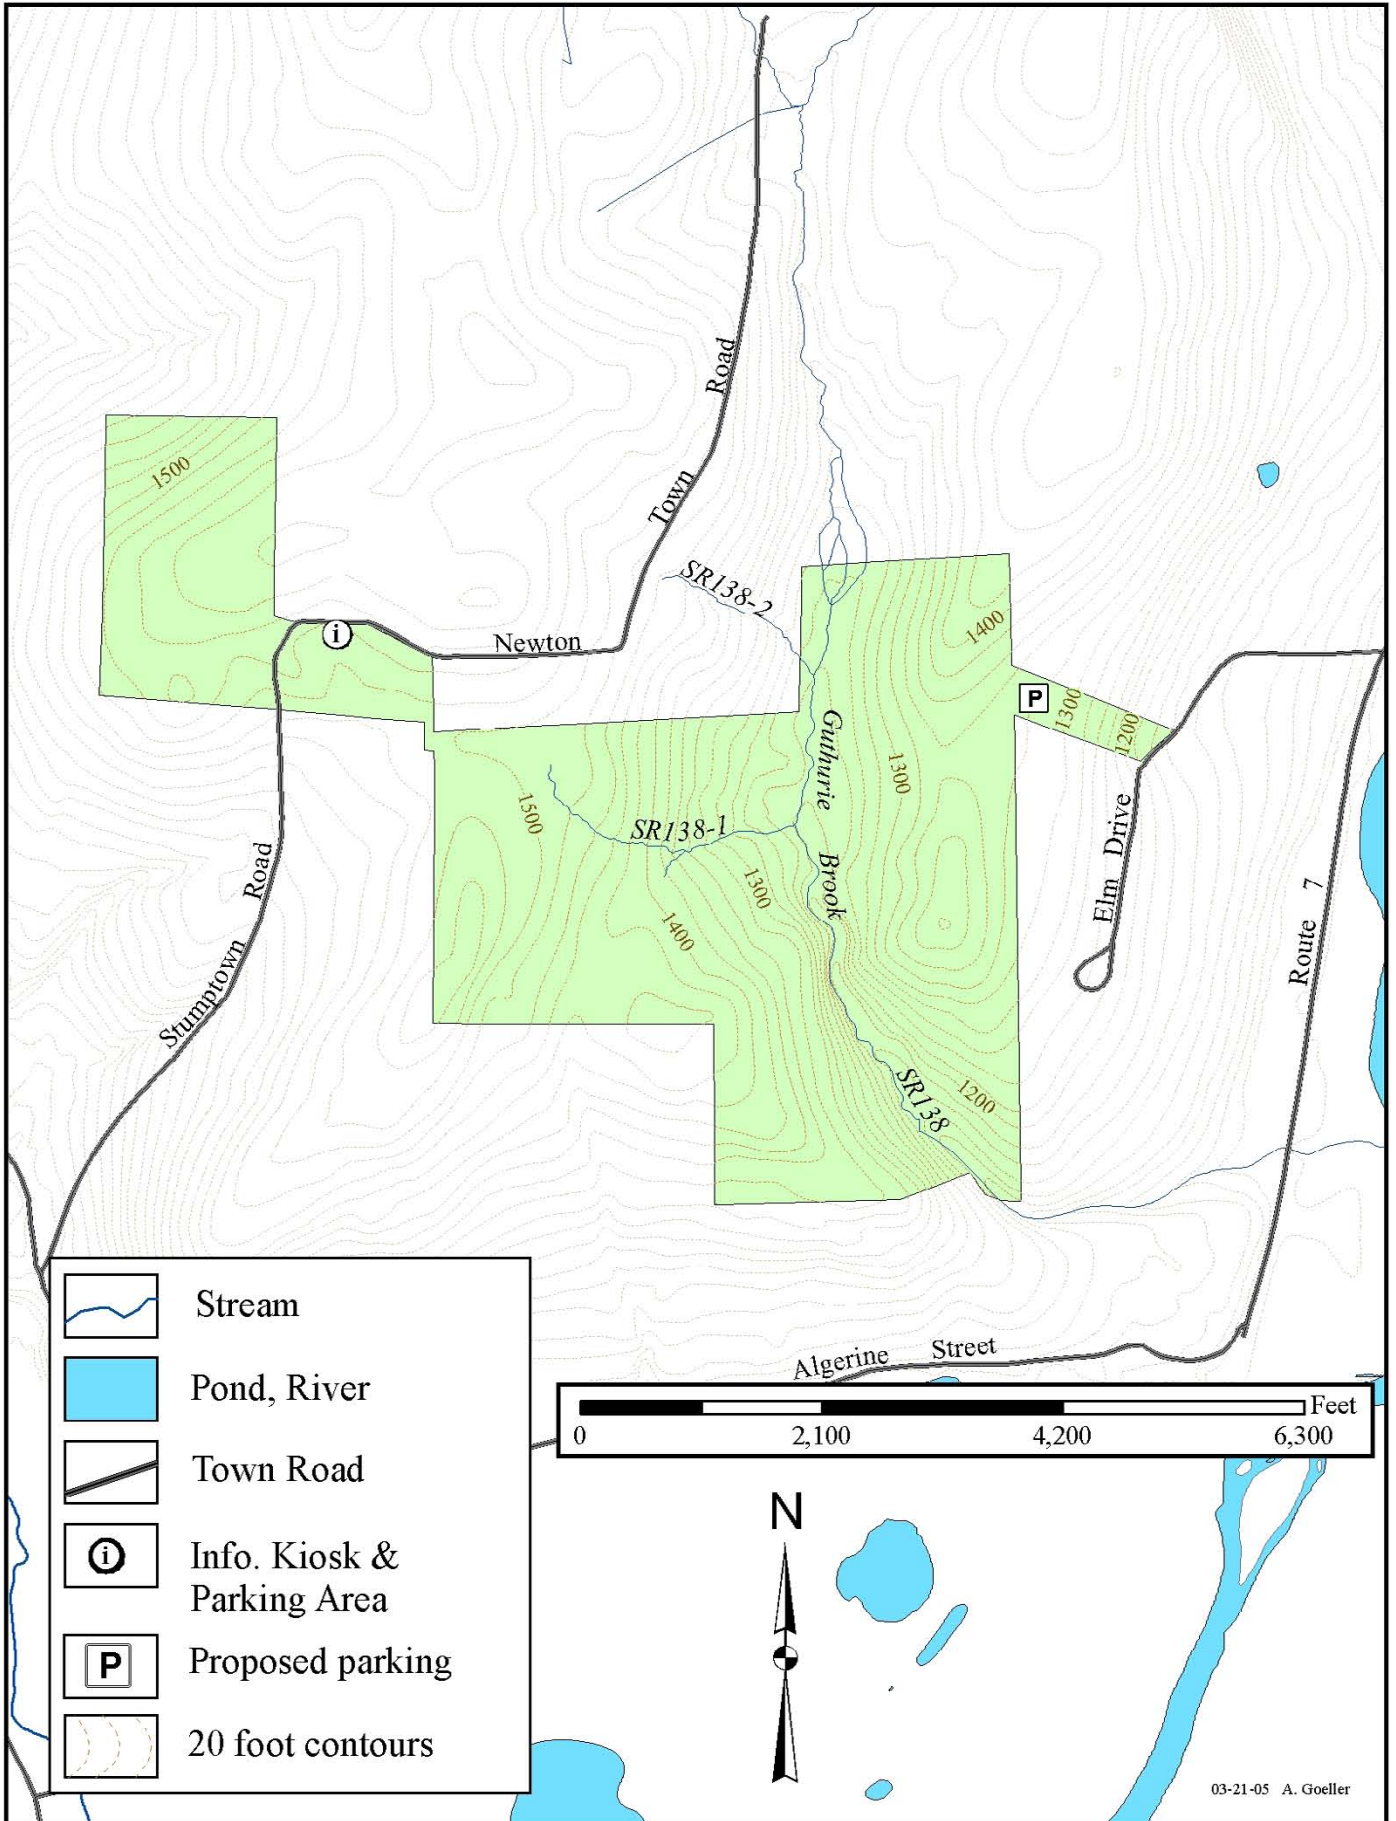 Road
Town
1500
SR138-2
1400
Newton
i
P
1300
1200
Guthurie
1300
1500
SR138-1
Elm Drive
Road
1300
Brook
Route 7
1400
Stumptown
SR138
1200
Algerine Street
Stream
Pond, River
Town Road
i Info. Kiosk &
Parking Area
P Proposed parking
20 foot contours
Feet
0 2,100 4,200 6,300
N
03-21-05 A. Goeller